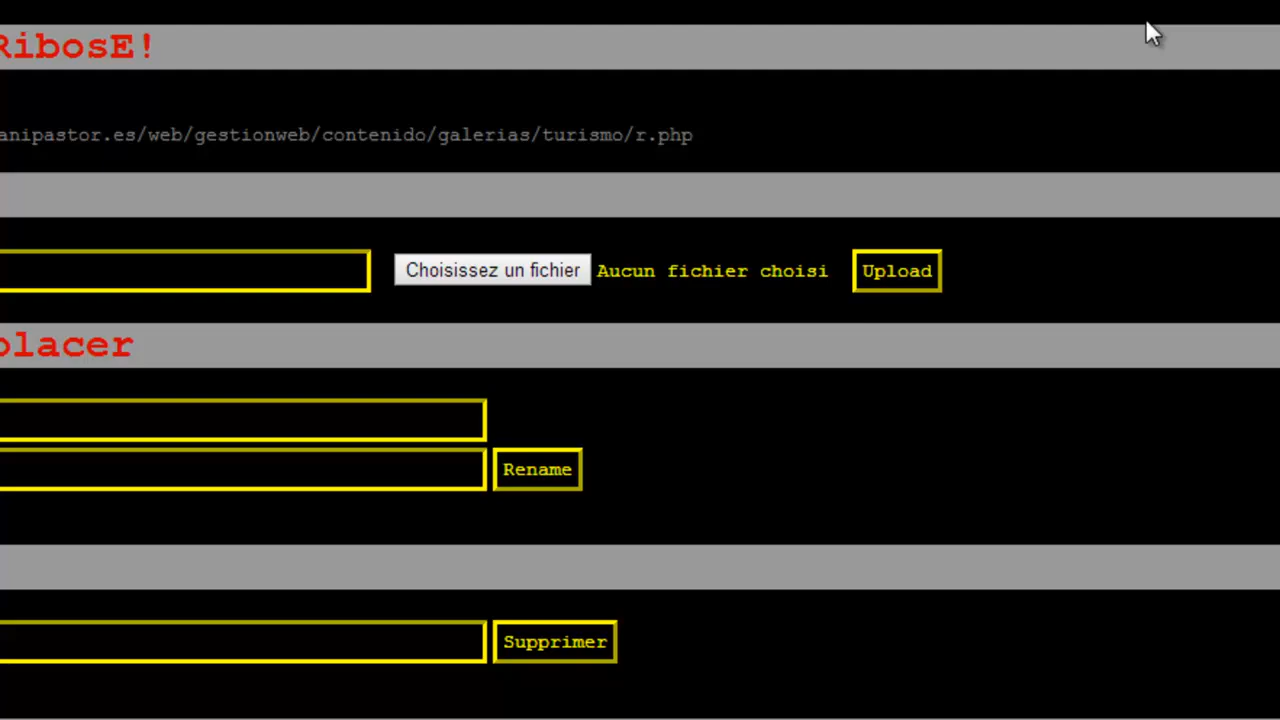 RibosE!
anipastor.es/web/gestionweb/contenido/galerias/turismo/r.php
Choisissez un fichier Aucun fichier choisi Upload
placer
Rename
Supprimer